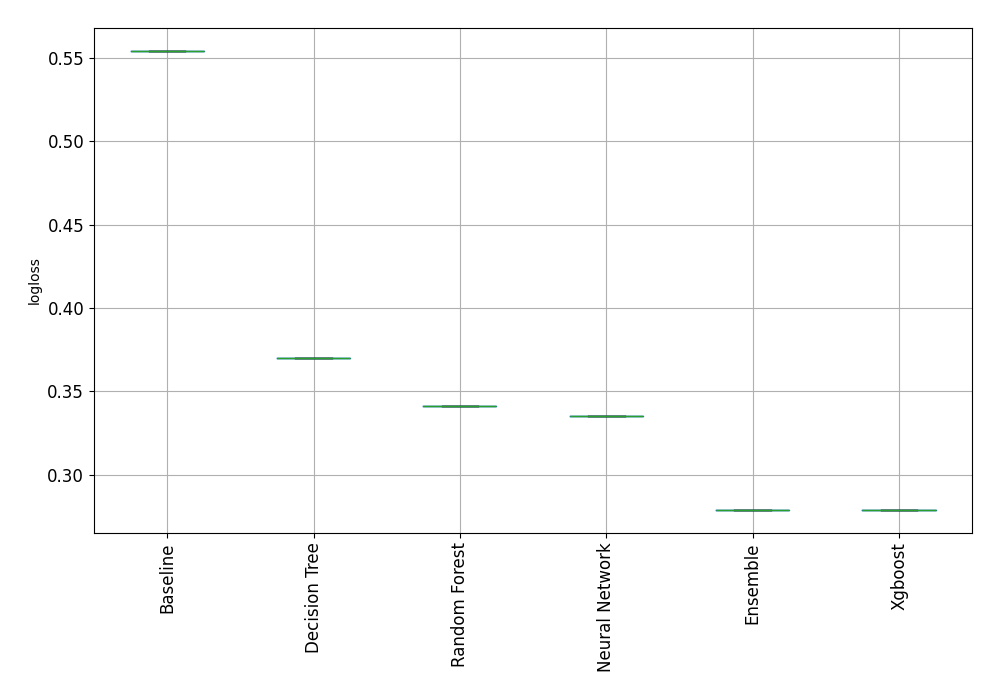 0.55
0.50
0.45
0.40
0.35
0.30
logloss
Baseline
Decision Tree
Random Forest
Neural Network
Ensemble
Xgboost